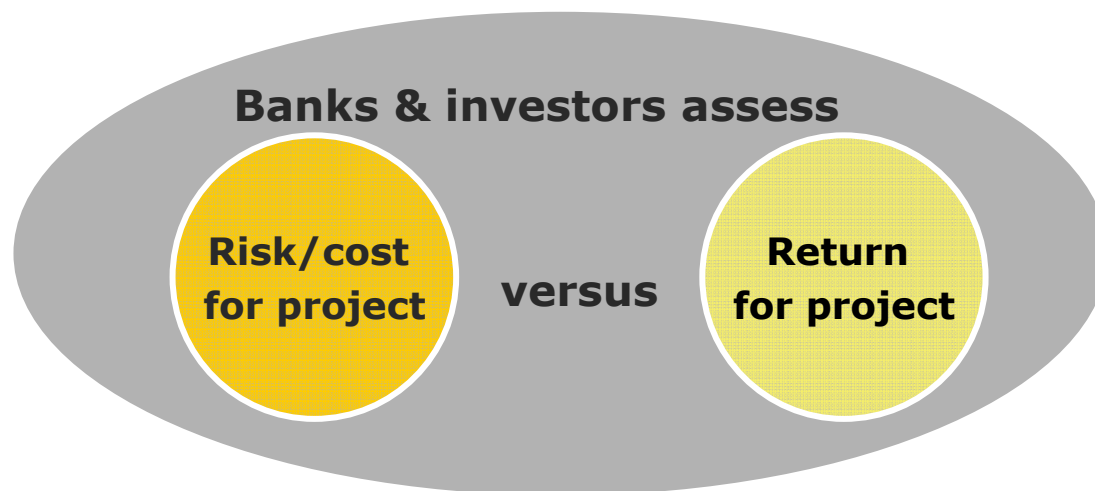 Banks & investors assess
Risk/cost
for project
versus
Return
for project